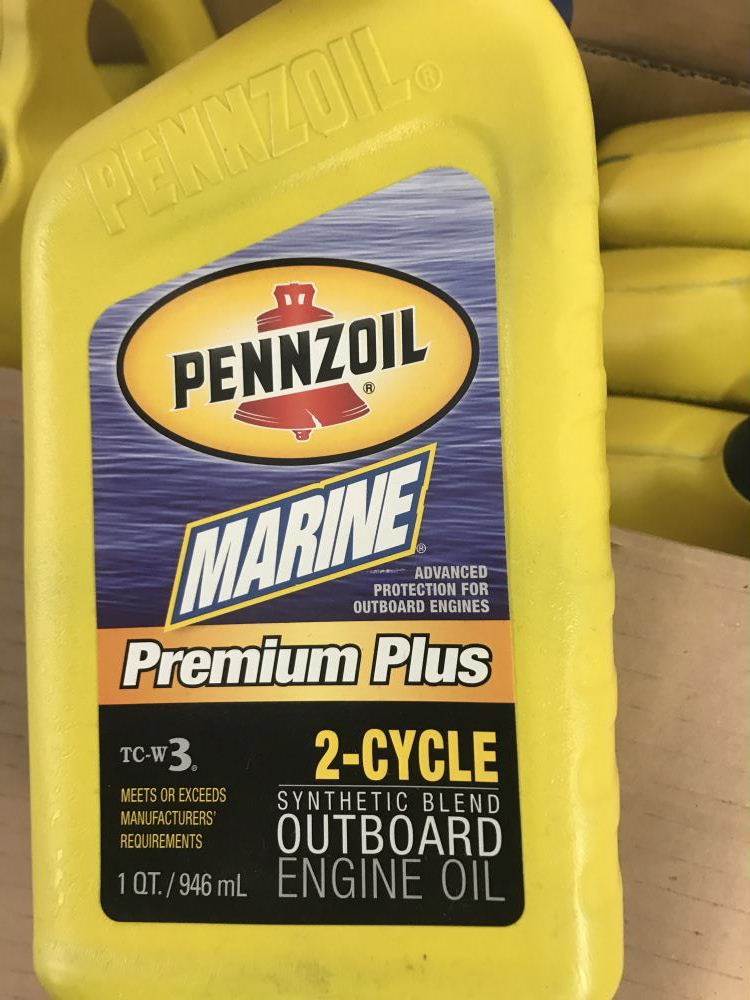 PENNZOIL®
PENNZOIL®
MARINE®
ADVANCED
PROTECTION FOR
OUTBOARD ENGINES
Premium Plus
TC-W3®
MEETS OR EXCEEDS
MANUFACTURERS'
REQUIREMENTS
1 QT. / 946 mL
2-CYCLE
SYNTHETIC BLEND
OUTBOARD
ENGINE OIL